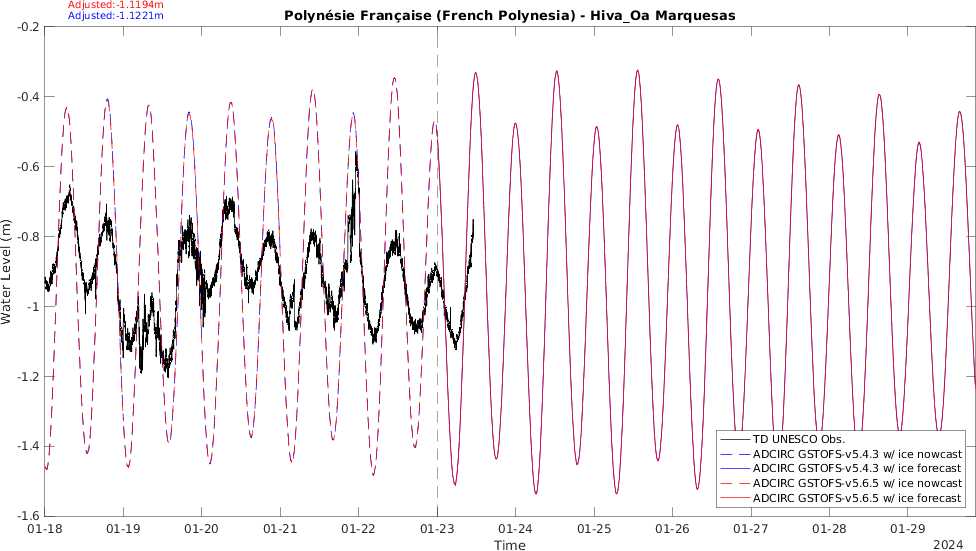 Adjusted:-1.1194m
Adjusted:-1.1221m
Polynésie Française (French Polynesia) - Hiva_Oa Marquesas
Water Level (m)
-0.2
-0.4
-0.6
-0.8
-1
-1.2
-1.4
-1.6
TD UNESCO Obs.
ADCIRC GSTOFS-v5.4.3 w/ ice nowcast
ADCIRC GSTOFS-v5.4.3 w/ ice forecast
ADCIRC GSTOFS-v5.6.5 w/ ice nowcast
ADCIRC GSTOFS-v5.6.5 w/ ice forecast
01-18 01-19 01-20 01-21 01-22 01-23 01-24 01-25 01-26 01-27 01-28 01-29
Time
2024